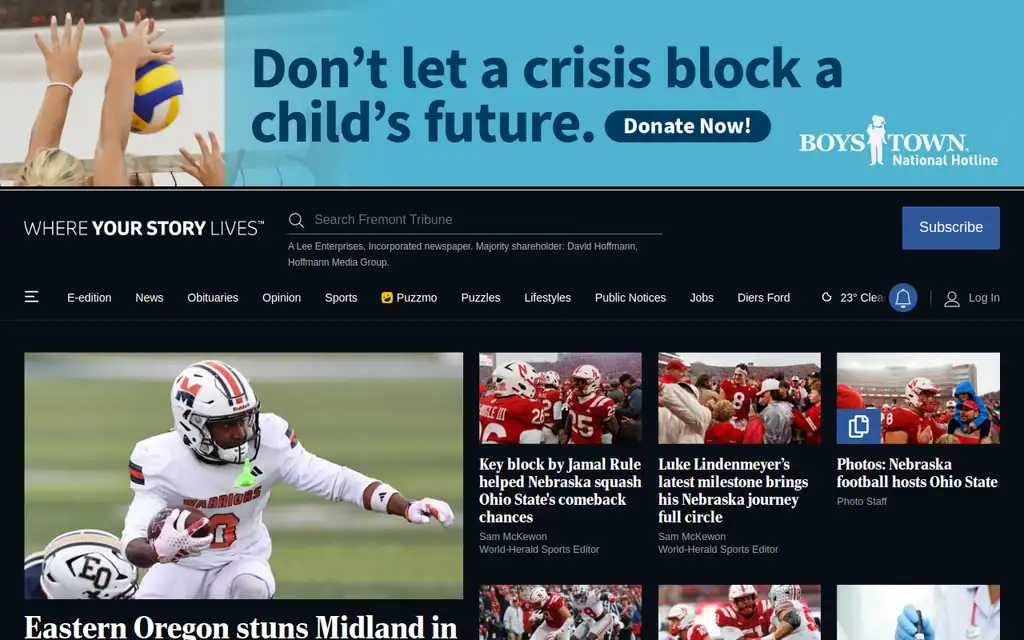 Don't let a crisis block a
child's future. Donate Now!
BOYS TOWN
National Hotline
WHERE YOUR STORY LIVES™
Search Fremont Tribune
Subscribe
A Lee Enterprises, Incorporated newspaper. Majority shareholder: David Hoffmann,
Hoffmann Media Group.
E-edition News Obituaries Opinion Sports Puzzmo Puzzles Lifestyles Public Notices Jobs Diers Ford 23° Clea Log In
WARRIORS
EO
Eastern Oregon stuns Midland in
Key block by Jamal Rule
helped Nebraska squash
Ohio State's comeback
chances
Sam McKewon
World-Herald Sports Editor
Luke Lindenmeyer's
latest milestone brings
his Nebraska journey
full circle
Sam McKewon
World-Herald Sports Editor
Photos: Nebraska
football hosts Ohio State
Photo Staff